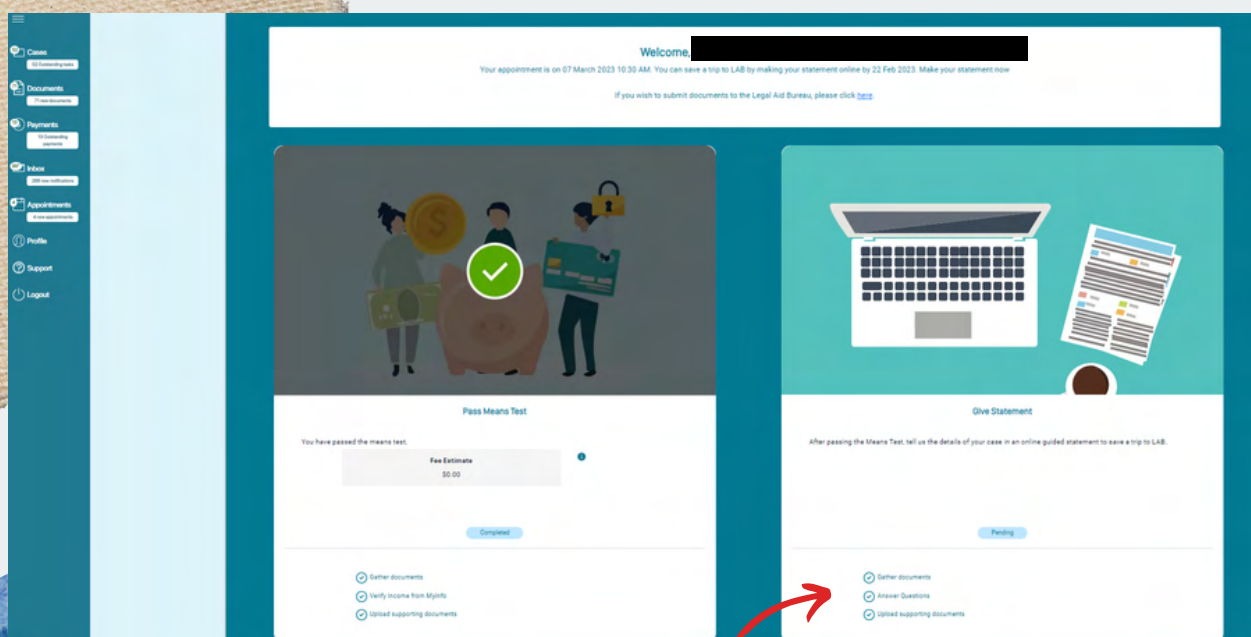 Cases
52 Outstanding tasks
Documents
71 new documents
Payments
13 Outstanding
payments
Inbox
288 new notifications
Appointments
4 new appointments
Profile
Support
Logout
Welcome,
Your appointment is on 07 March 2023 10:30 AM. You can save a trip to LAB by making your statement online by 22 Feb 2023. Make your statement now
If you wish to submit documents to the Legal Aid Bureau, please click here.
Pass Means Test
You have passed the means test.
Fee Estimate
$0.00
Completed
Gather documents
Verify income from MyInfo
Upload supporting documents
Give Statement
After passing the Means Test, tell us the details of your case in an online guided statement to save a trip to LAB.
Pending
Gather documents
Answer Questions
Upload supporting documents